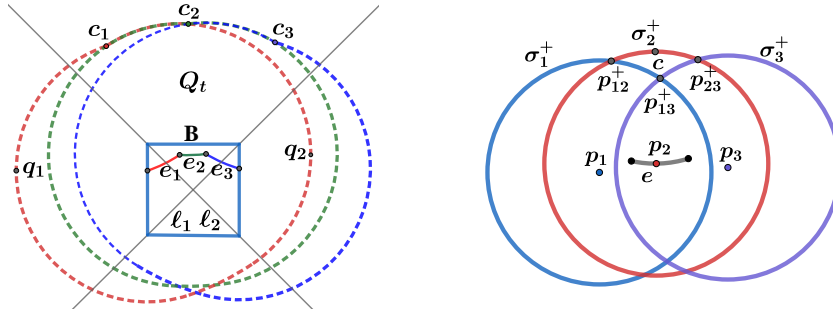 c₁ c₂ c₃
Qₜ
B
q₁ q₂
e₁ e₂ e₃
ℓ₁ ℓ₂
σ₁⁺ σ₂⁺ σ₃⁺
c
p₁₂⁺ p₂₃⁺
p₁₃⁺
p₁ p₂ p₃
e